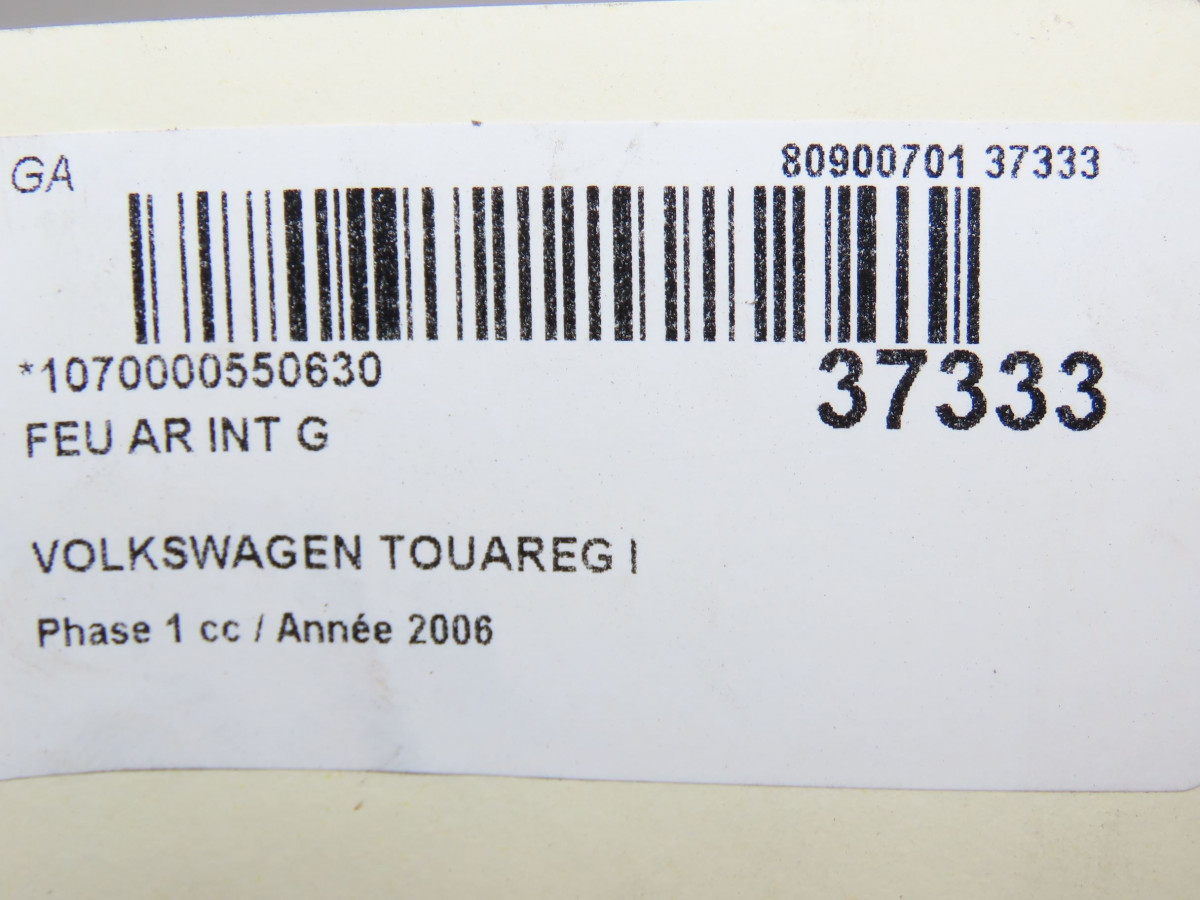 GA
80900701 37333
*1070000550630
37333
FEU AR INT G
VOLKSWAGEN TOUAREG I
Phase 1 cc / Année 2006